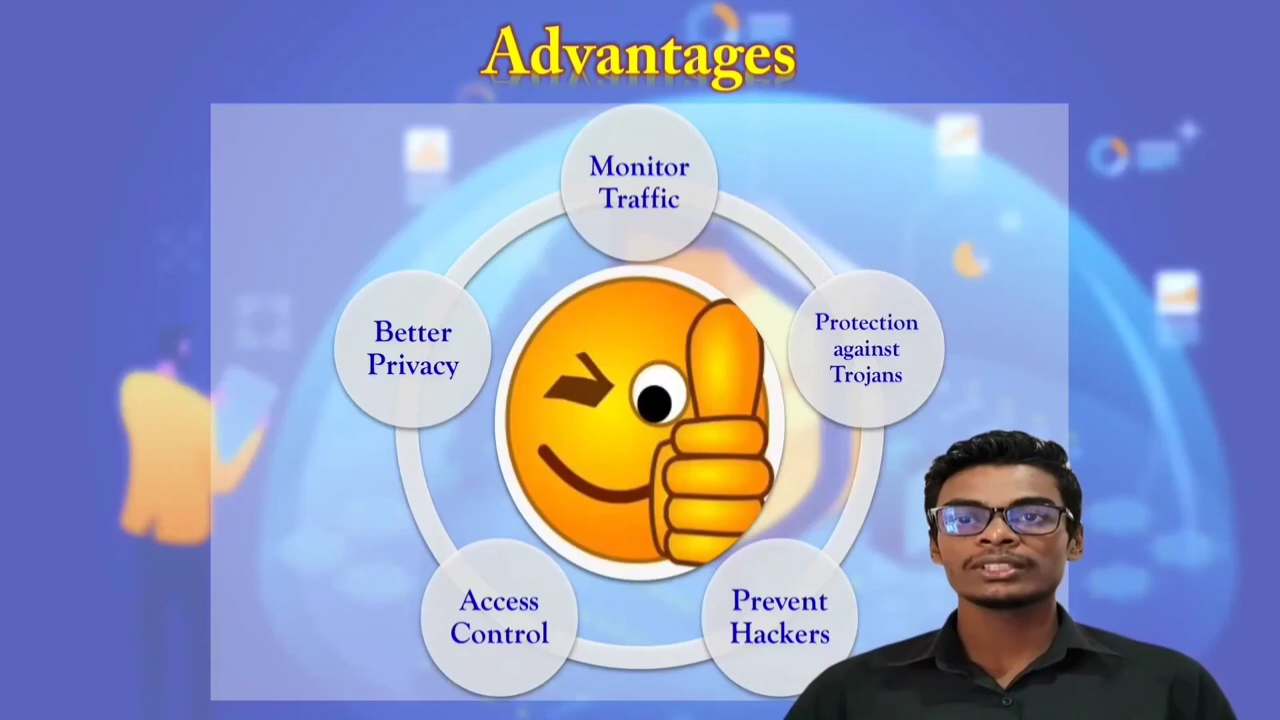 Advantages
Monitor
Traffic
Protection
against
Trojans
Prevent
Hackers
Access
Control
Better
Privacy